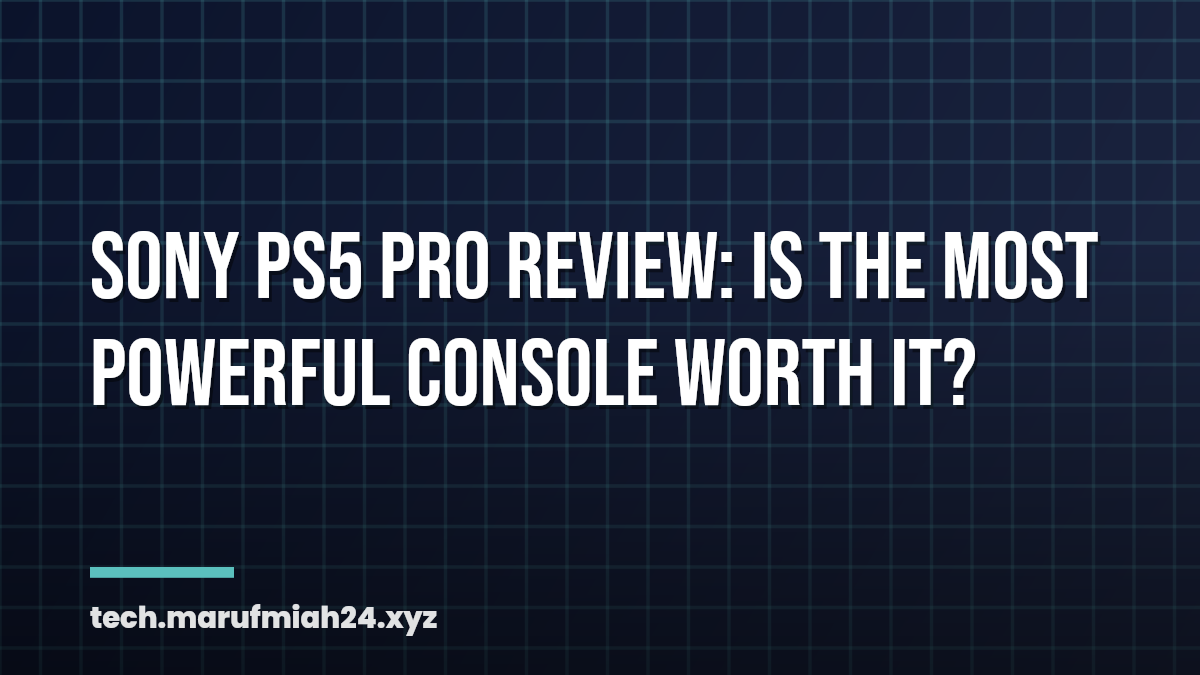 SONY PS5 PRO REVIEW: IS THE MOST
POWERFUL CONSOLE WORTH IT?
tech.marufmiah24.xyz